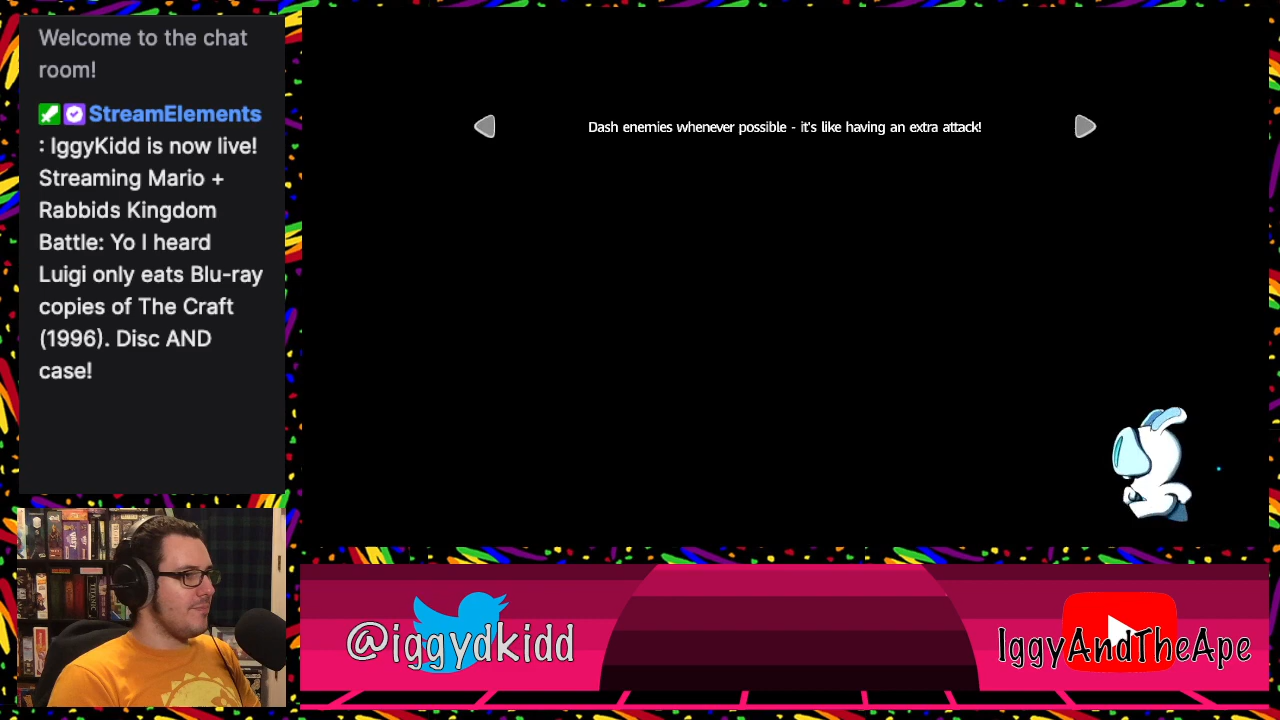 Welcome to the chat
room!
StreamElements
: IggyKidd is now live!
Streaming Mario +
Rabbids Kingdom
Battle: Yo I heard
Luigi only eats Blu-ray
copies of The Craft
(1996). Disc AND
case!
Dash enemies whenever possible - it's like having an extra attack!
TITANIC
@iggydkidd
IggyAndTheApe